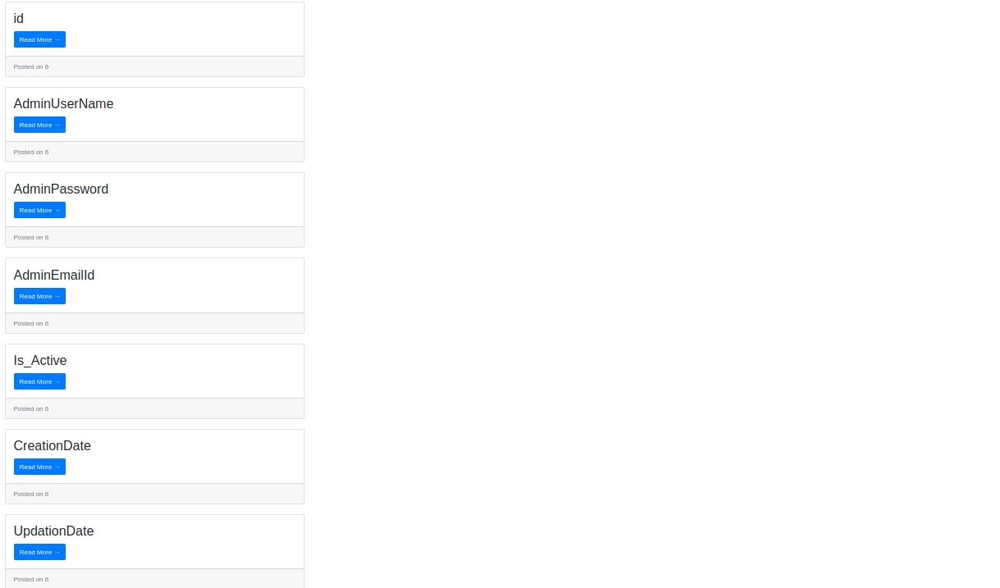 id
Read More →
Posted on 6
AdminUserName
Read More →
Posted on 6
AdminPassword
Read More →
Posted on 6
AdminEmailId
Read More →
Posted on 6
Is_Active
Read More →
Posted on 6
CreationDate
Read More →
Posted on 6
UpdationDate
Read More →
Posted on 6